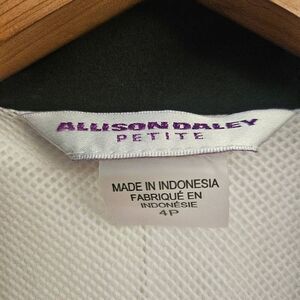 ALLISON DALEY
PETITE
MADE IN INDONESIA
FABRIQUÉ EN
INDONÉSIE
4P